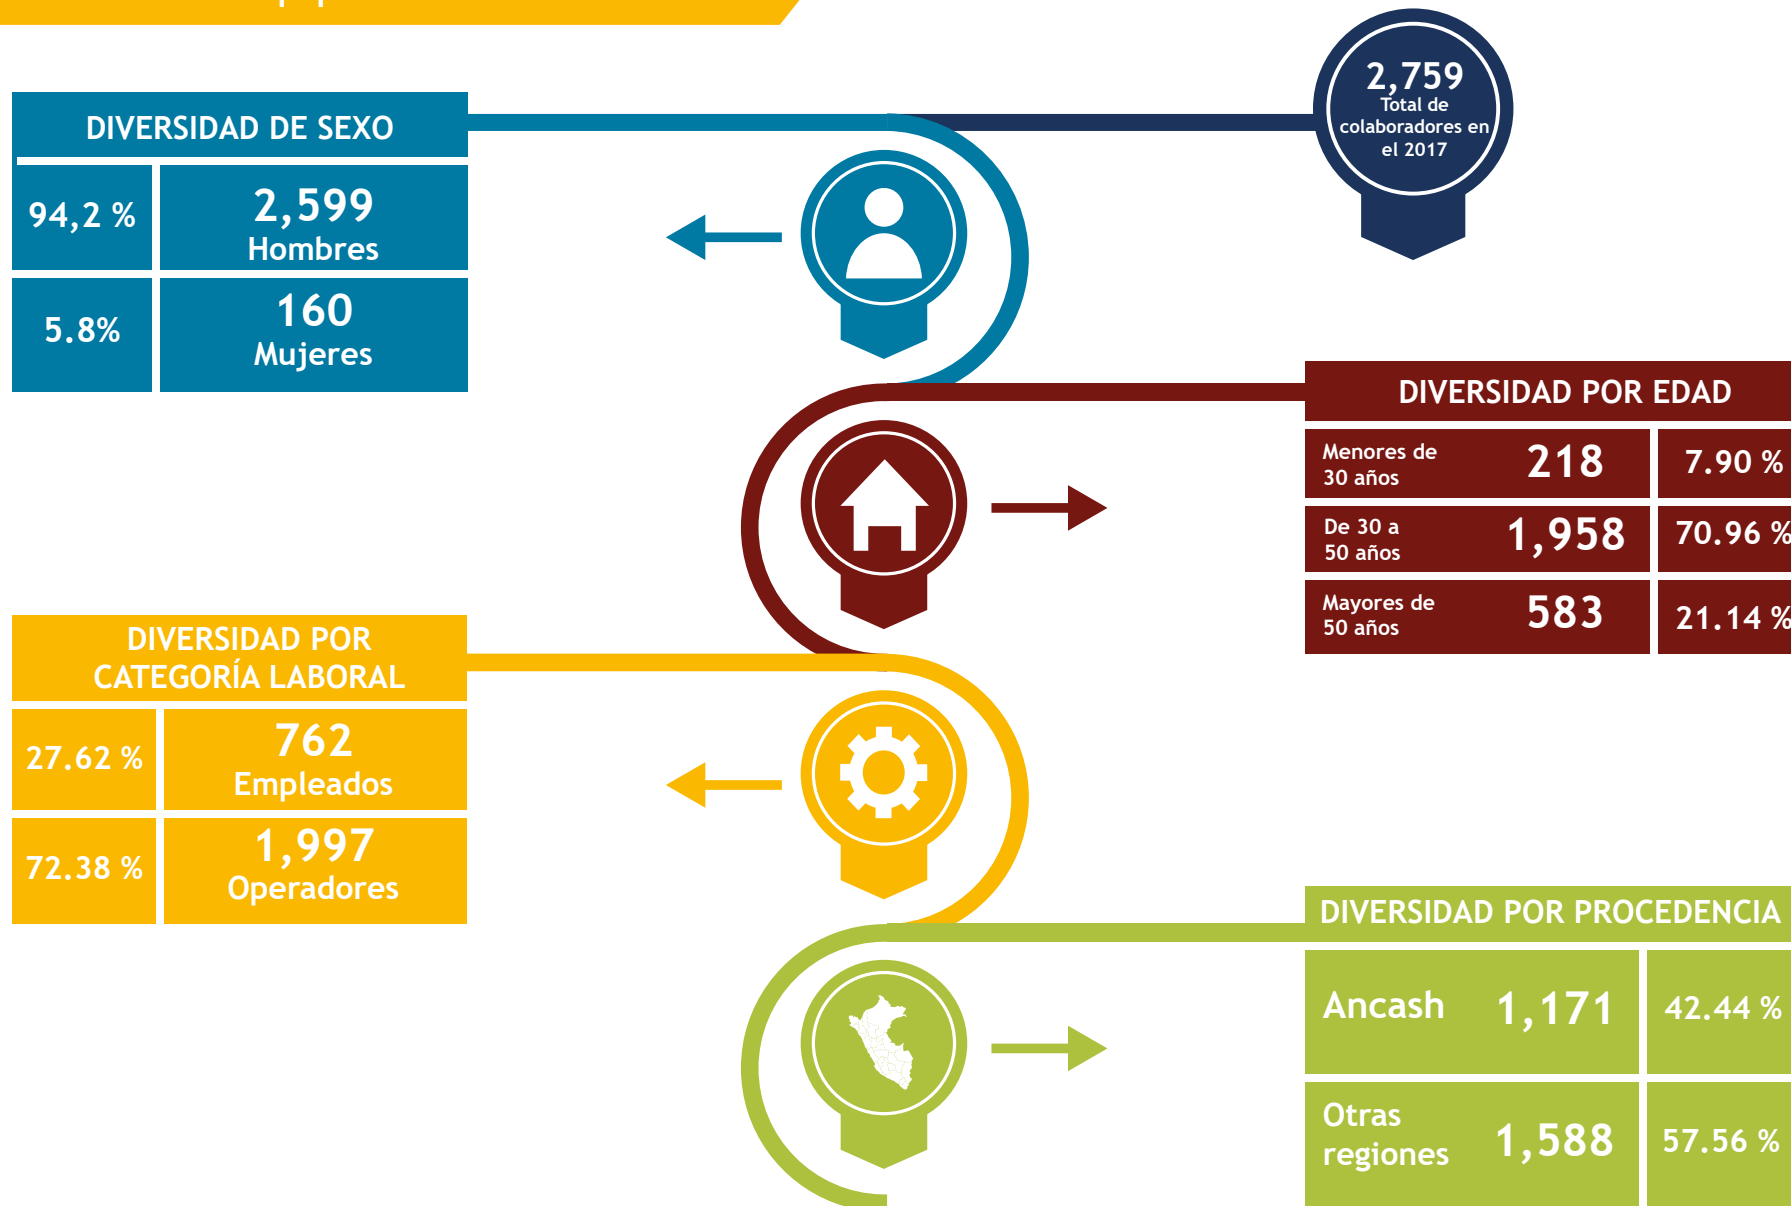 2,759
Total de
colaboradores en
el 2017
DIVERSIDAD DE SEXO
94,2 %
2,599
Hombres
5.8%
160
Mujeres
DIVERSIDAD POR EDAD
Menores de
30 años
218
7.90 %
De 30 a
50 años
1,958
70.96 %
Mayores de
50 años
583
21.14 %
DIVERSIDAD POR
CATEGORÍA LABORAL
27.62 %
762
Empleados
72.38 %
1,997
Operadores
DIVERSIDAD POR PROCEDENCIA
Ancash
1,171
42.44 %
Otras
regiones
1,588
57.56 %